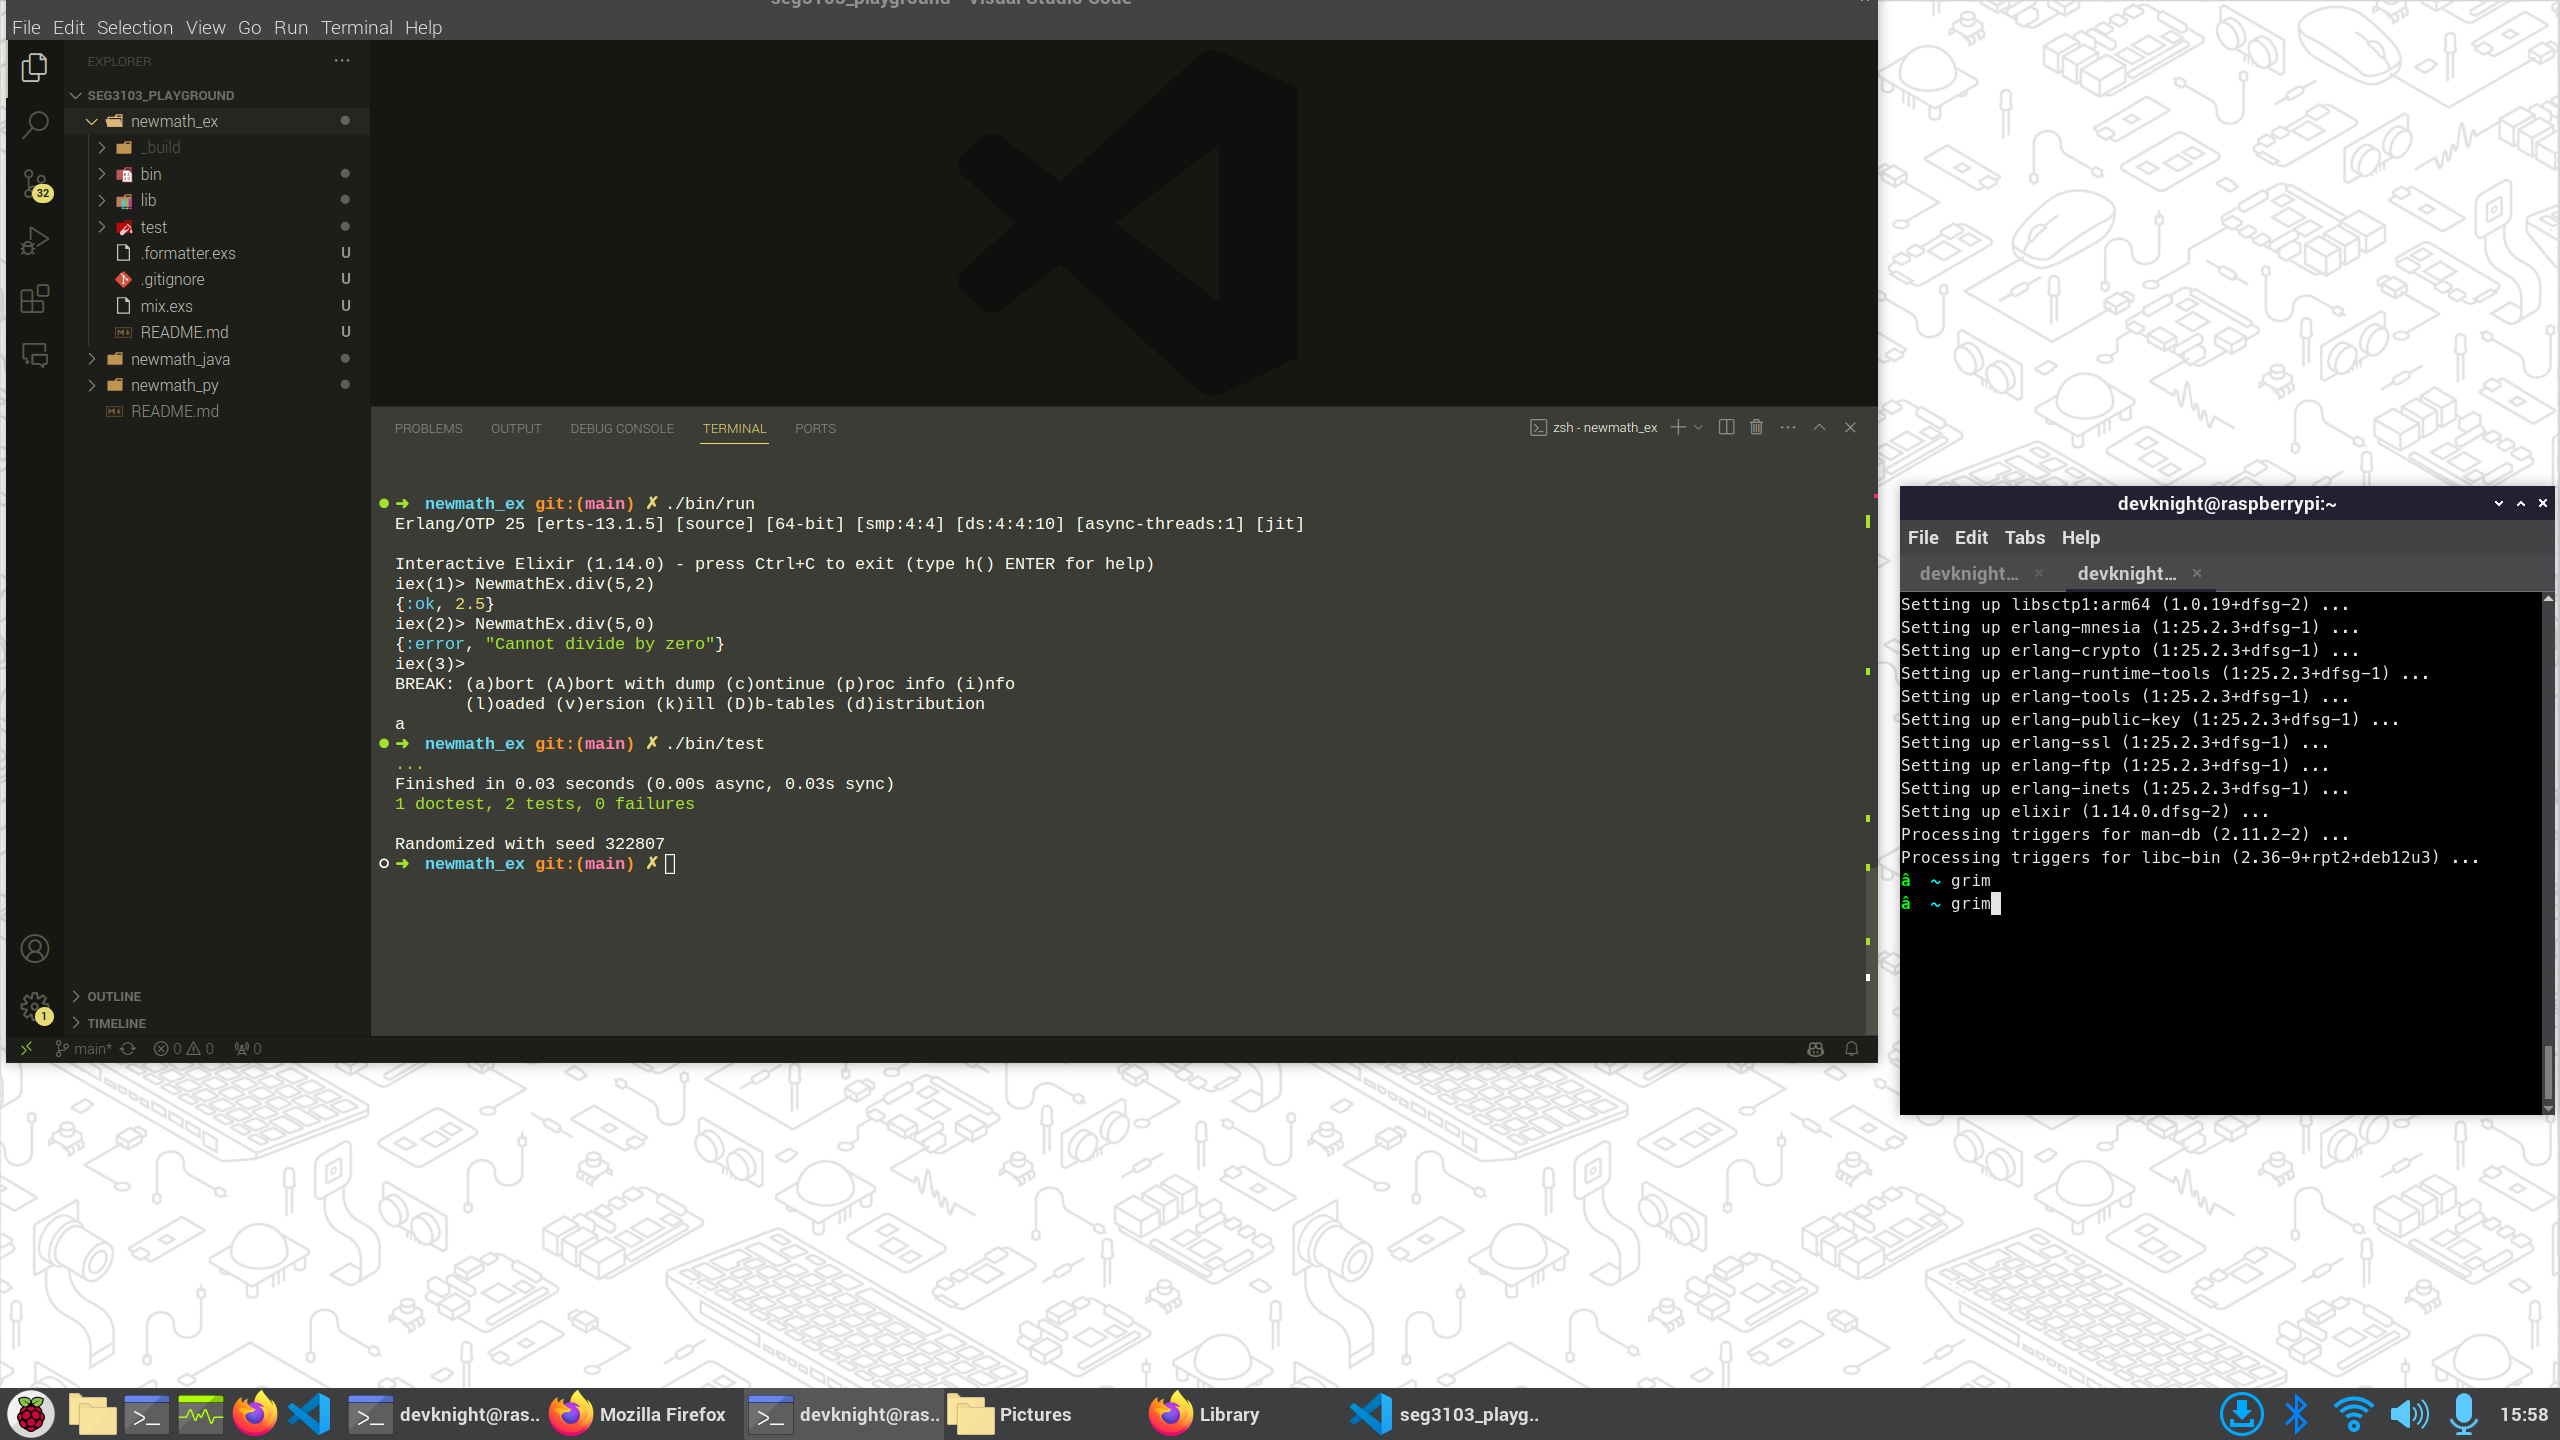 seg3103_playground - Visual Studio Code
File Edit Selection View Go Run Terminal Help
EXPLORER
SEG3103_PLAYGROUND
newmath_ex
_build
bin
lib
test
.formatter.exs U
.gitignore U
mix.exs U
README.md U
newmath_java
newmath_py
README.md
32
1
OUTLINE
TIMELINE
main* 0 0 0
PROBLEMS OUTPUT DEBUG CONSOLE TERMINAL PORTS
zsh - newmath_ex
➜ newmath_ex git:(main) ✗ ./bin/run
Erlang/OTP 25 [erts-13.1.5] [source] [64-bit] [smp:4:4] [ds:4:4:10] [async-threads:1] [jit]
Interactive Elixir (1.14.0) - press Ctrl+C to exit (type h() ENTER for help)
iex(1)> NewmathEx.div(5,2)
{:ok, 2.5}
iex(2)> NewmathEx.div(5,0)
{:error, "Cannot divide by zero"}
iex(3)>
BREAK: (a)bort (A)bort with dump (c)ontinue (p)roc info (i)nfo
(l)oaded (v)ersion (k)ill (D)b-tables (d)istribution
a
➜ newmath_ex git:(main) ✗ ./bin/test
...
Finished in 0.03 seconds (0.00s async, 0.03s sync)
1 doctest, 2 tests, 0 failures
Randomized with seed 322807
➜ newmath_ex git:(main) ✗
devknight@raspberrypi:~
File Edit Tabs Help
devknight... × devknight... ×
Setting up libsctp1:arm64 (1.0.19+dfsg-2) ...
Setting up erlang-mnesia (1:25.2.3+dfsg-1) ...
Setting up erlang-crypto (1:25.2.3+dfsg-1) ...
Setting up erlang-runtime-tools (1:25.2.3+dfsg-1) ...
Setting up erlang-tools (1:25.2.3+dfsg-1) ...
Setting up erlang-public-key (1:25.2.3+dfsg-1) ...
Setting up erlang-ssl (1:25.2.3+dfsg-1) ...
Setting up erlang-ftp (1:25.2.3+dfsg-1) ...
Setting up erlang-inets (1:25.2.3+dfsg-1) ...
Setting up elixir (1.14.0.dfsg-2) ...
Processing triggers for man-db (2.11.2-2) ...
Processing triggers for libc-bin (2.36-9+rpt2+deb12u3) ...
â ~ grim
â ~ grim
devknight@ras.. Mozilla Firefox devknight@ras.. Pictures Library seg3103_playg.. 15:58